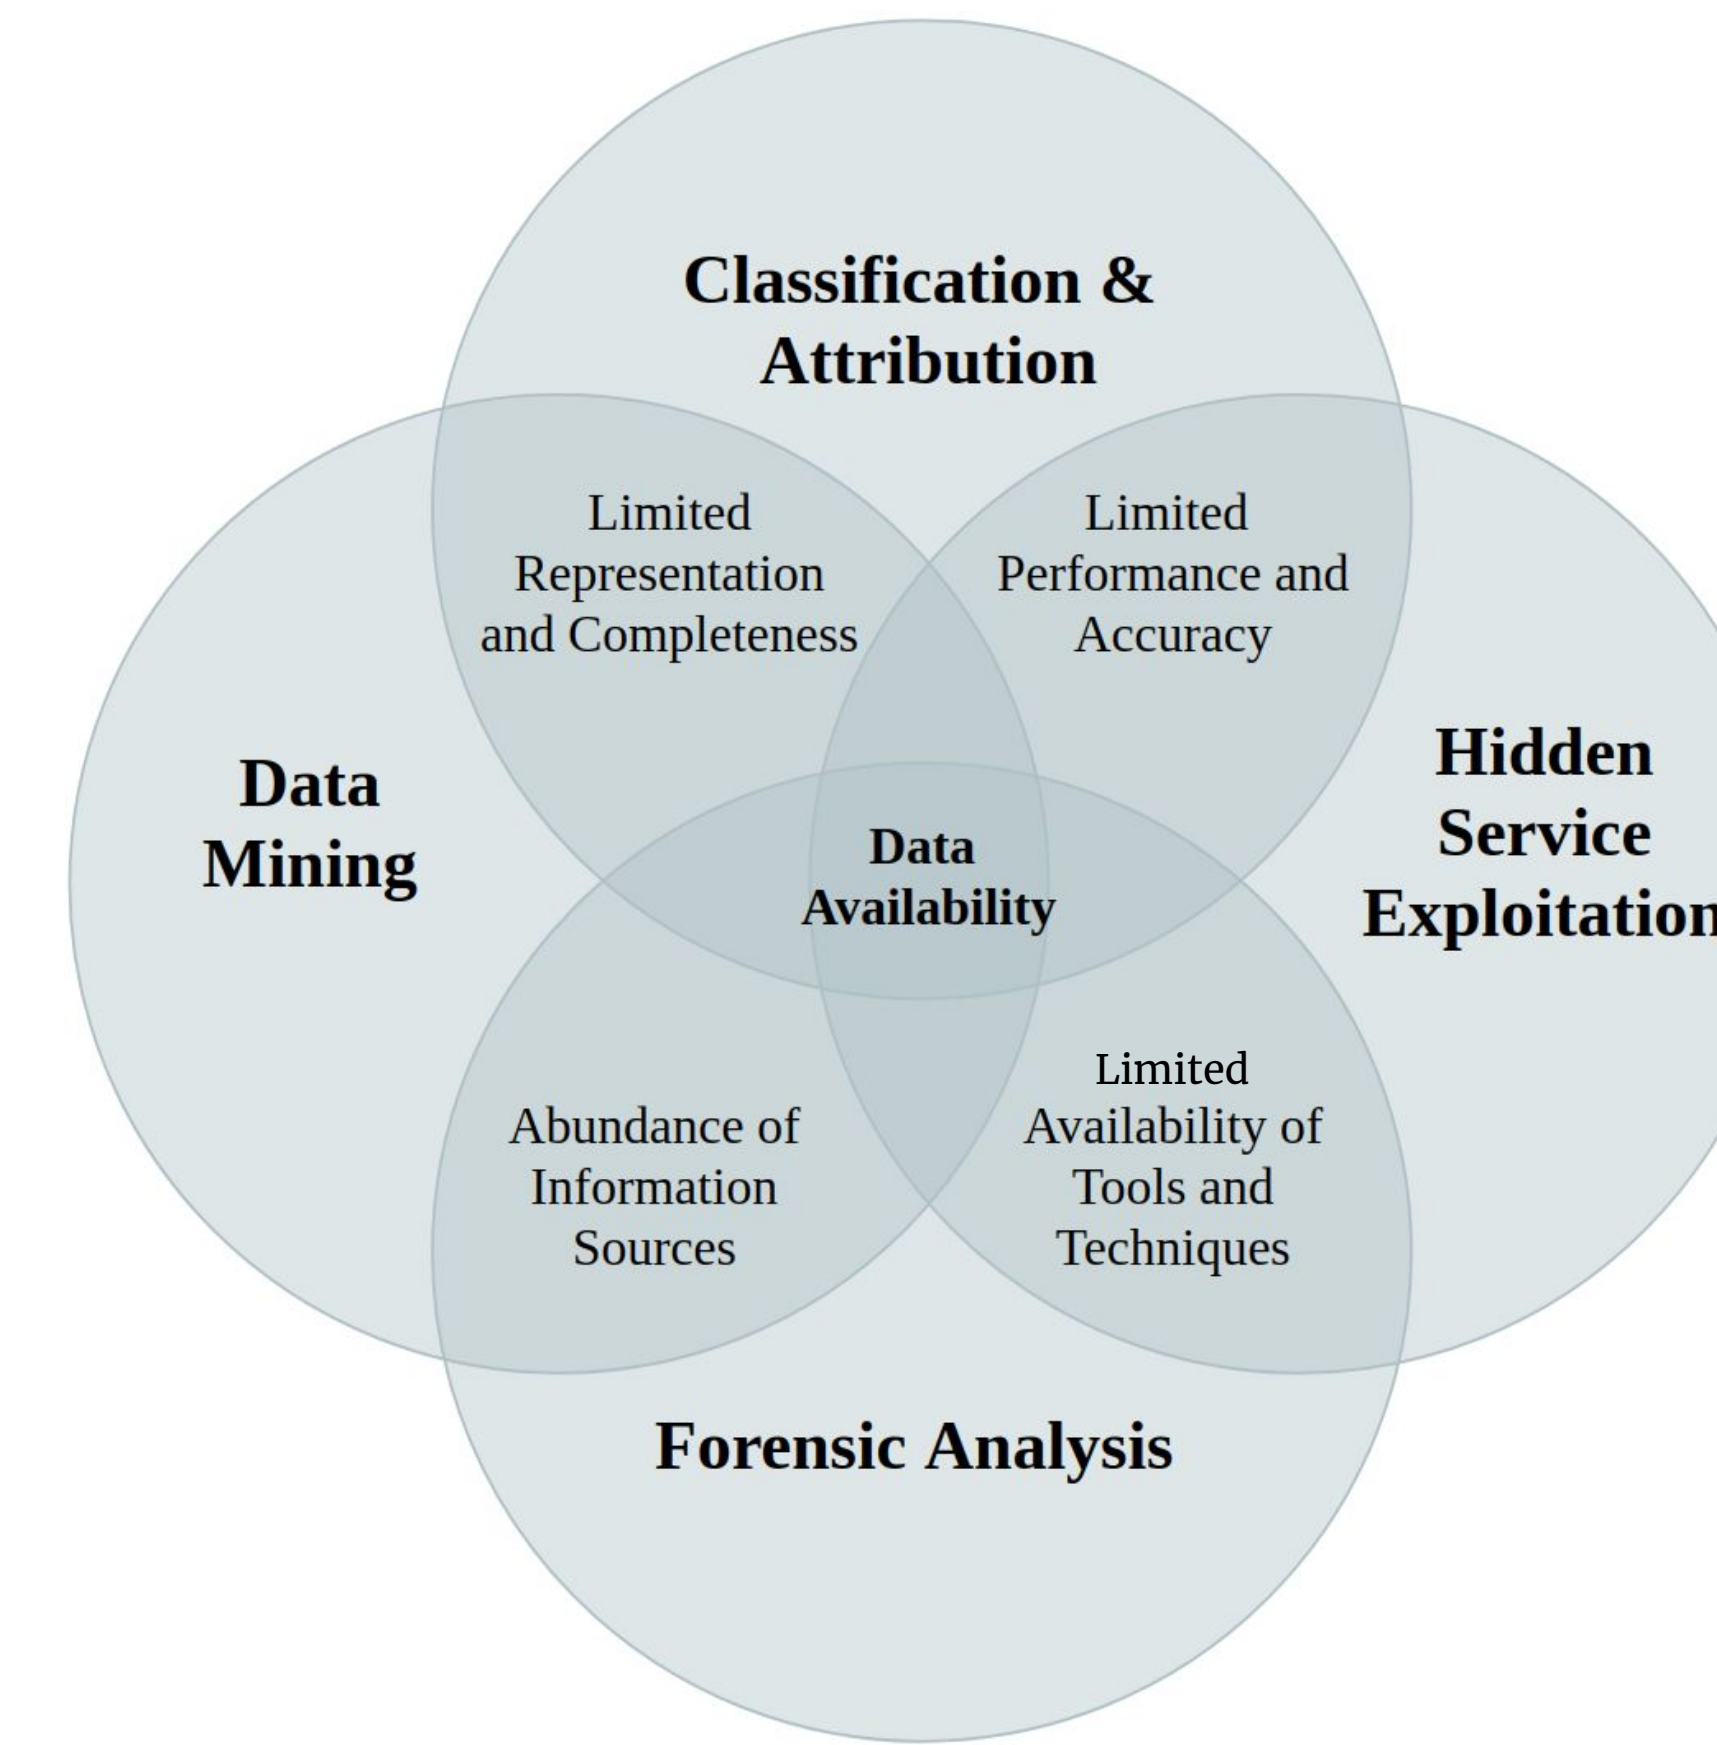 Classification &
Attribution
Limited
Representation
and Completeness
Limited
Performance and
Accuracy
Data
Mining
Hidden
Service
Exploitation
Data
Availability
Abundance of
Information
Sources
Limited
Availability of
Tools and
Techniques
Forensic Analysis